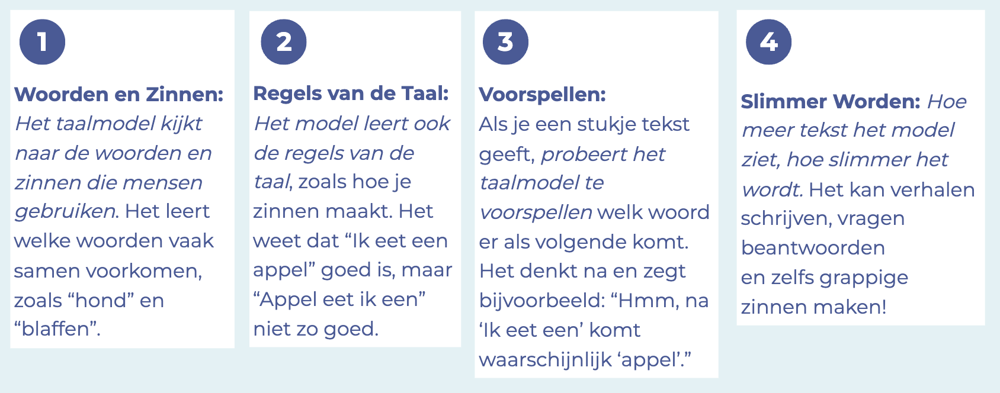 1
Woorden en Zinnen:
Het taalmodel kijkt
naar de woorden en
zinnen die mensen
gebruiken. Het leert
welke woorden vaak
samen voorkomen,
zoals “hond” en
“blaffen”.
2
Regels van de Taal:
Het model leert ook
de regels van de
taal, zoals hoe je
zinnen maakt. Het
weet dat “Ik eet een
appel” goed is, maar
“Appel eet ik een”
niet zo goed.
3
Voorspellen:
Als je een stukje tekst
geeft, probeert het
taalmodel te
voorspellen welk woord
er als volgende komt.
Het denkt na en zegt
bijvoorbeeld: “Hmm, na
‘Ik eet een’ komt
waarschijnlijk ‘appel’.”
4
Slimmer Worden: Hoe
meer tekst het model
ziet, hoe slimmer het
wordt. Het kan verhalen
schrijven, vragen
beantwoorden
en zelfs grappige
zinnen maken!